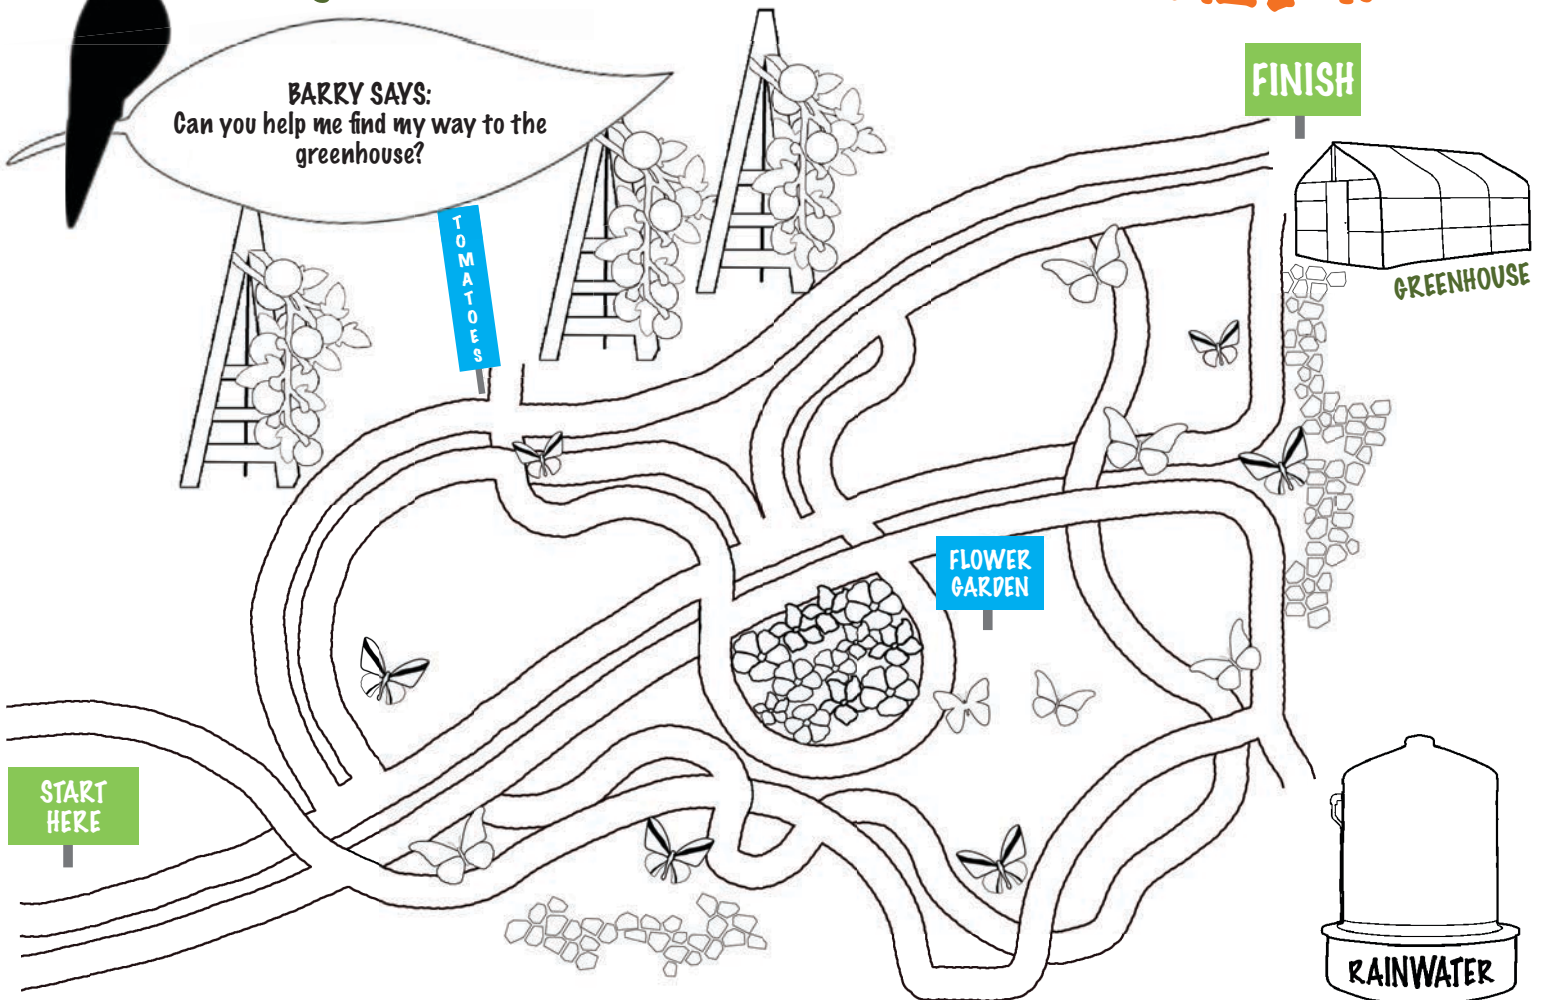 BARRY SAYS:
Can you help me find my way to the
greenhouse?
FINISH
TOMATOES
GREENHOUSE
FLOWER
GARDEN
START
HERE
RAINWATER